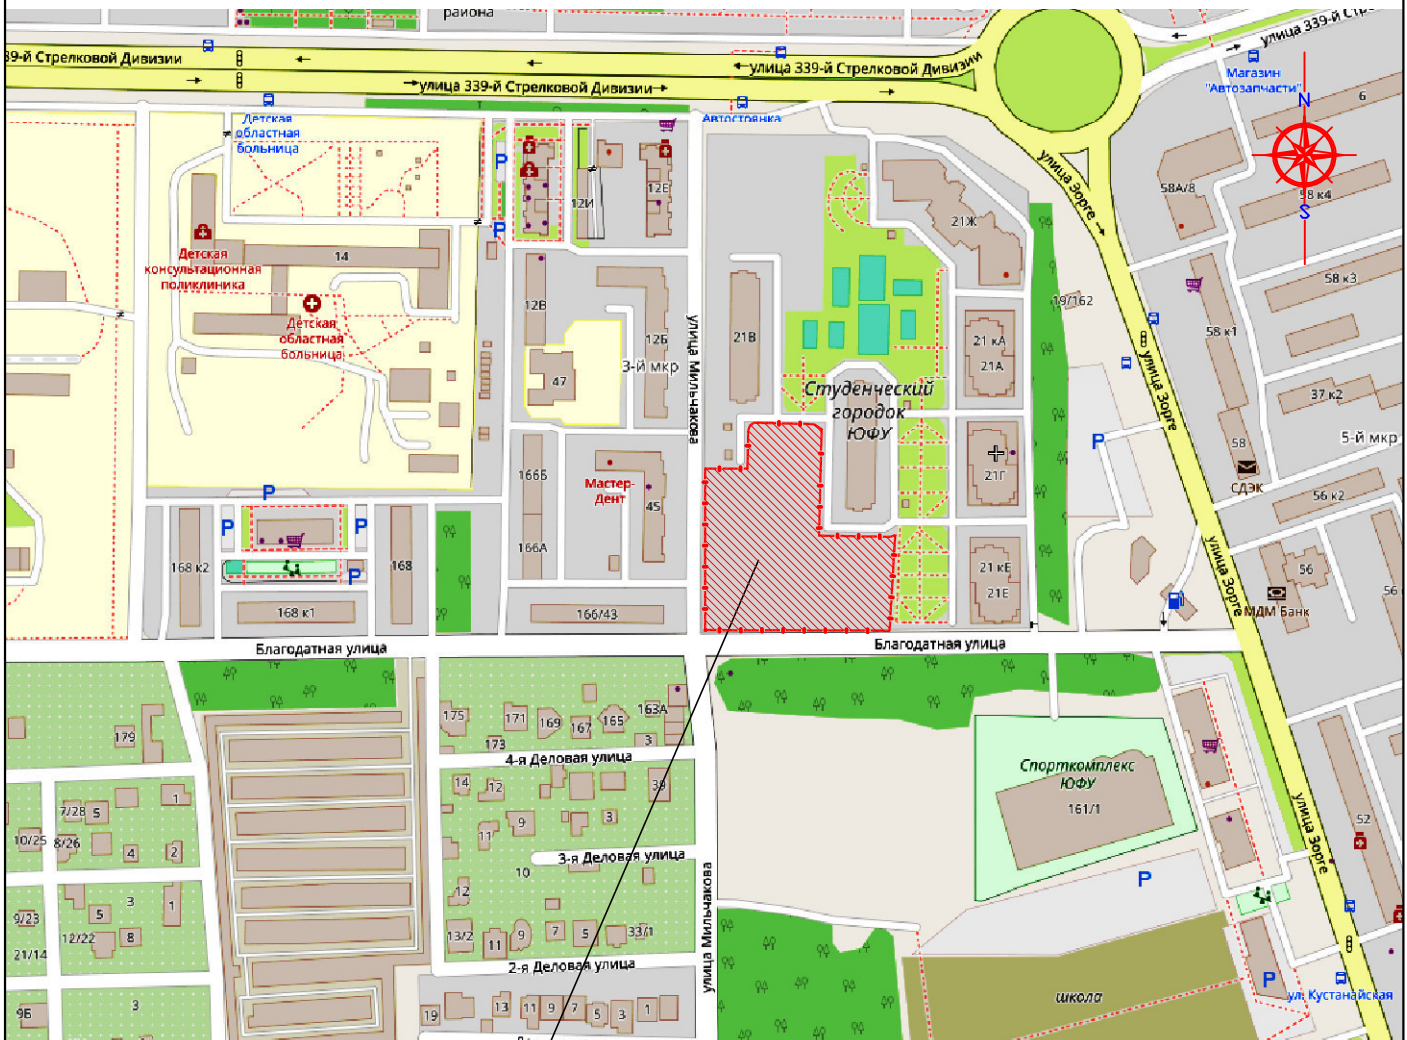 района
39-й Стрелковой Дивизии
улица 339-й Стрелковой Дивизии
улица 339-й Стрелковой Дивизии
улица 339-й Стр
Магазин
"Автозапчасти"
N
S
6
58А/8
58 к4
58 к3
Детская
областная
больница
Автостоянка
улица Зорге
12Е
12И
21Ж
Детская
консультационная
поликлиника
14
Детская
областная
больница
12В
12Б
3-й мкр
47
улица Мильчакова
21В
19/162
21 кА
21А
58 к1
улица Зорге
37 к2
5-й мкр
Студенческий
городок
ЮФУ
21Г
58
СДЭК
56 к2
P
P
P
P
P
P
P
166Б
166А
Мастер-
Дент
45
168 к2
168
168 к1
166/43
21 кЕ
21Е
улица Зорге
56
56
МДМ Банк
Благодатная улица
Благодатная улица
175
171
169
167
165
163А
173
3
179
4-я Деловая улица
14
12
39
9
3
11
3-я Деловая улица
10
12
13/2
11
9
7
5
33/1
2-я Деловая улица
19
13
11
9
7
5
3
1
7/28
5
1
10/25
8/26
4
2
3
5
1
9/23
12/22
8
21/14
3
9Б
улица Мильчакова
Спорткомплекс
ЮФУ
161/1
P
школа
P
улица Зорге
52
ул. Кустанайская